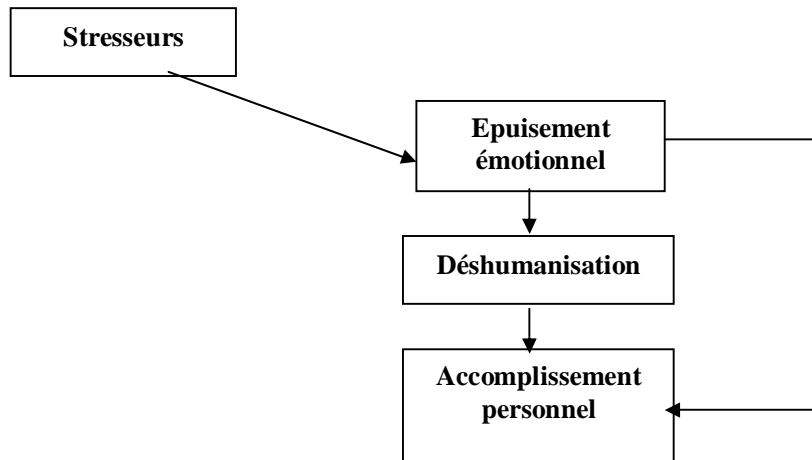 Stresseurs
Epuisement
émotionnel
Déshumanisation
Accomplissement
personnel